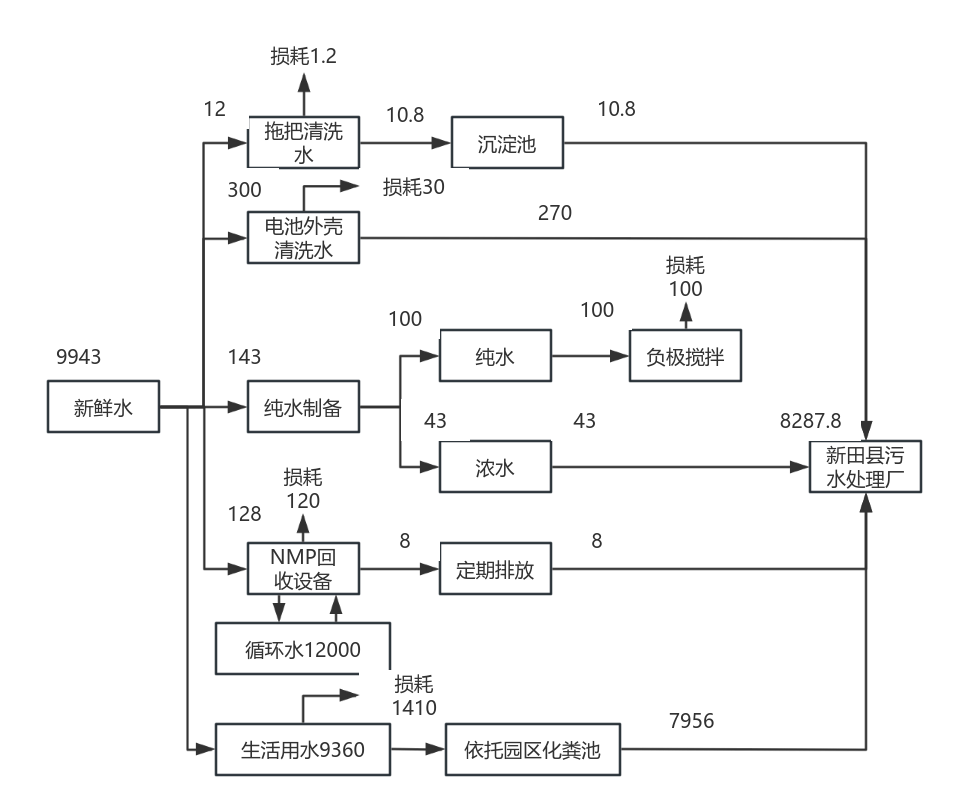 损耗1.2
12
拖把清洗
水
10.8
沉淀池
10.8
300
损耗30
电池外壳
清洗水
270
损耗
100
100
纯水
100
负极搅拌
9943
新鲜水
143
纯水制备
43
浓水
43
8287.8
新田县污
水处理厂
损耗
120
128
NMP回
收设备
8
定期排放
8
循环水12000
损耗
1410
生活用水9360
依托园区化粪池
7956